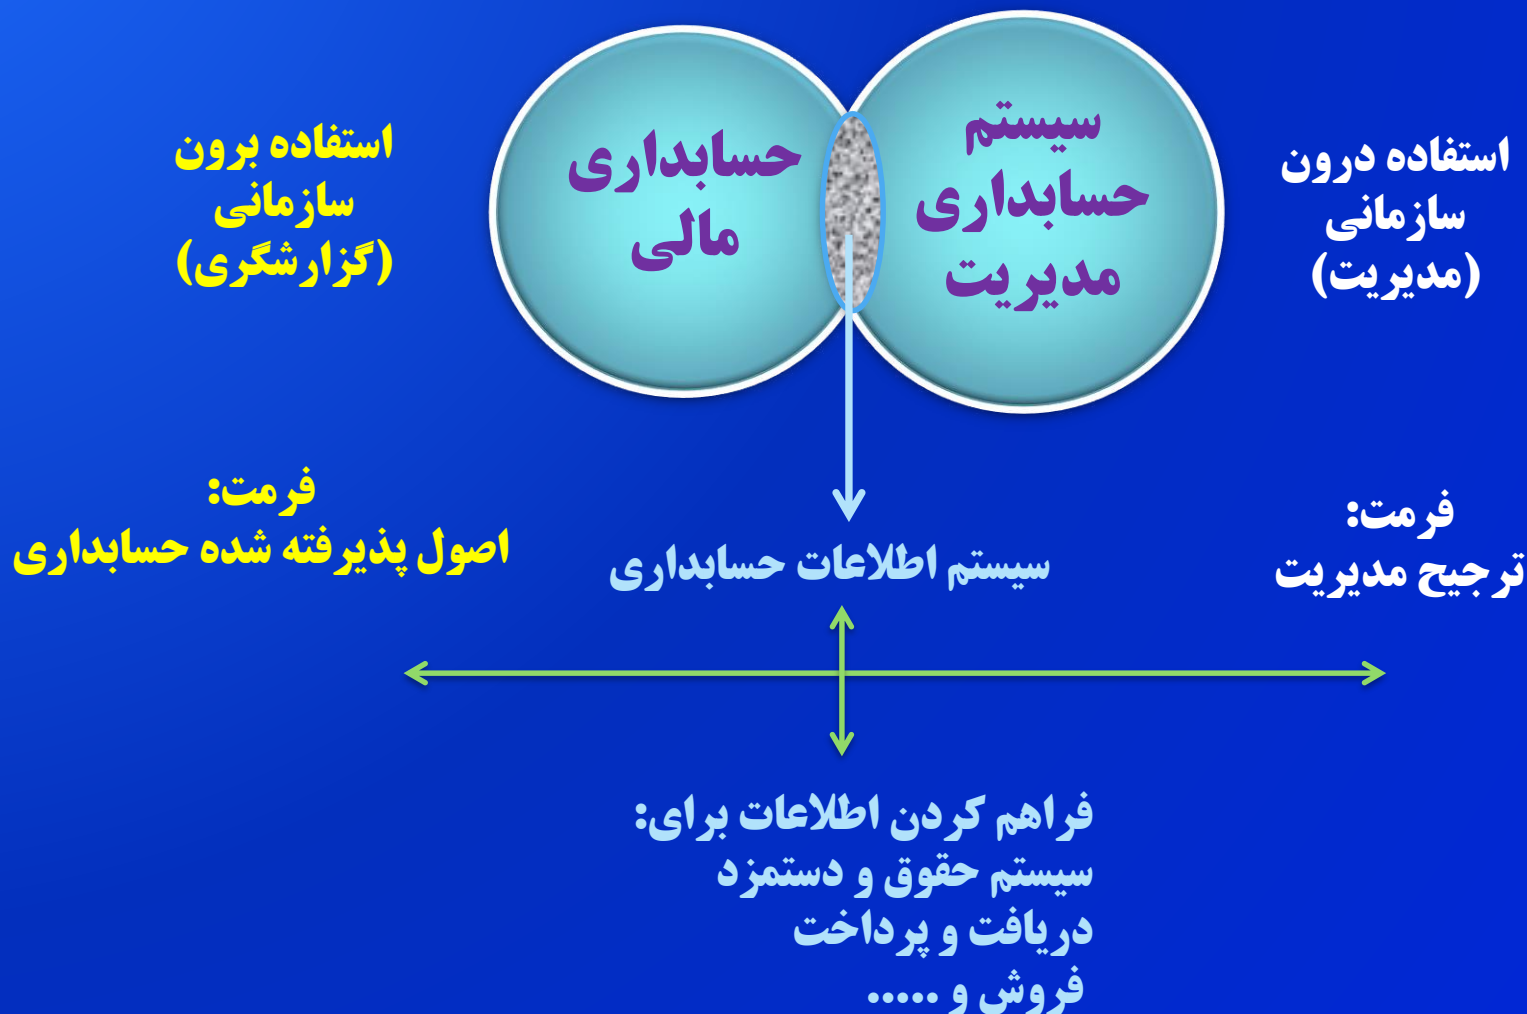 سیستم
حسابداری
مدیریت
حسابداری
مالی
استفاده درون
سازمانی
(مدیریت)
استفاده برون
سازمانی
(گزارشگری)
فرمت:
ترجیح مدیریت
سیستم اطلاعات حسابداری
فرمت:
اصول پذیرفته شده حسابداری
فراهم کردن اطلاعات برای:
سیستم حقوق و دستمزد
دریافت و پرداخت
فروش و .....